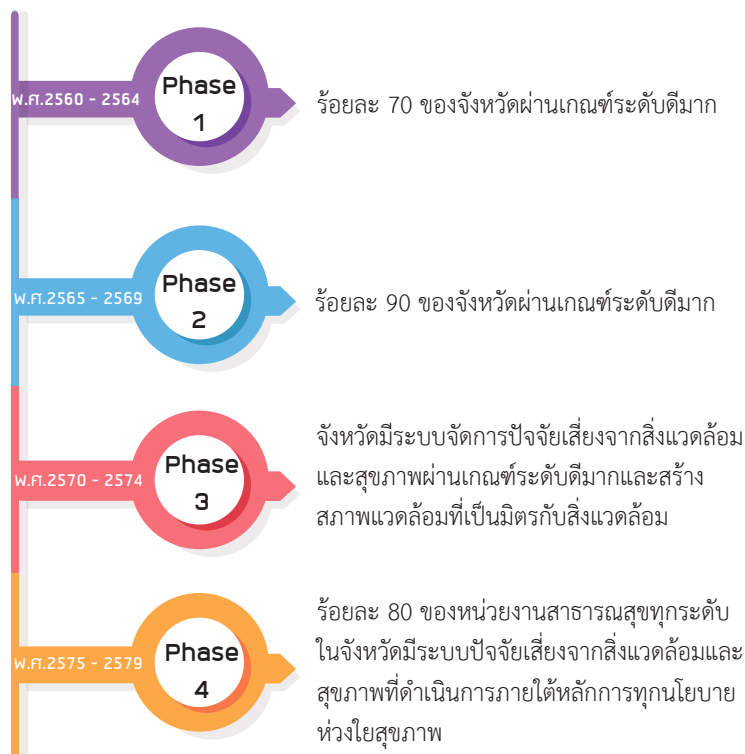 พ.ศ.2560 - 2564
Phase
1
ร้อยละ 70 ของจังหวัดผ่านเกณฑ์ระดับดีมาก
พ.ศ.2565 - 2569
Phase
2
ร้อยละ 90 ของจังหวัดผ่านเกณฑ์ระดับดีมาก
พ.ศ.2570 - 2574
Phase
3
จังหวัดมีระบบจัดการปัจจัยเสี่ยงจากสิ่งแวดล้อม
และสุขภาพผ่านเกณฑ์ระดับดีมากและสร้าง
สภาพแวดล้อมที่เป็นมิตรกับสิ่งแวดล้อม
พ.ศ.2575 - 2579
Phase
4
ร้อยละ 80 ของหน่วยงานสาธารณสุขทุกระดับ
ในจังหวัดมีระบบปัจจัยเสี่ยงจากสิ่งแวดล้อมและ
สุขภาพที่ดำเนินการภายใต้หลักการทุกนโยบาย
ห่วงใยสุขภาพ